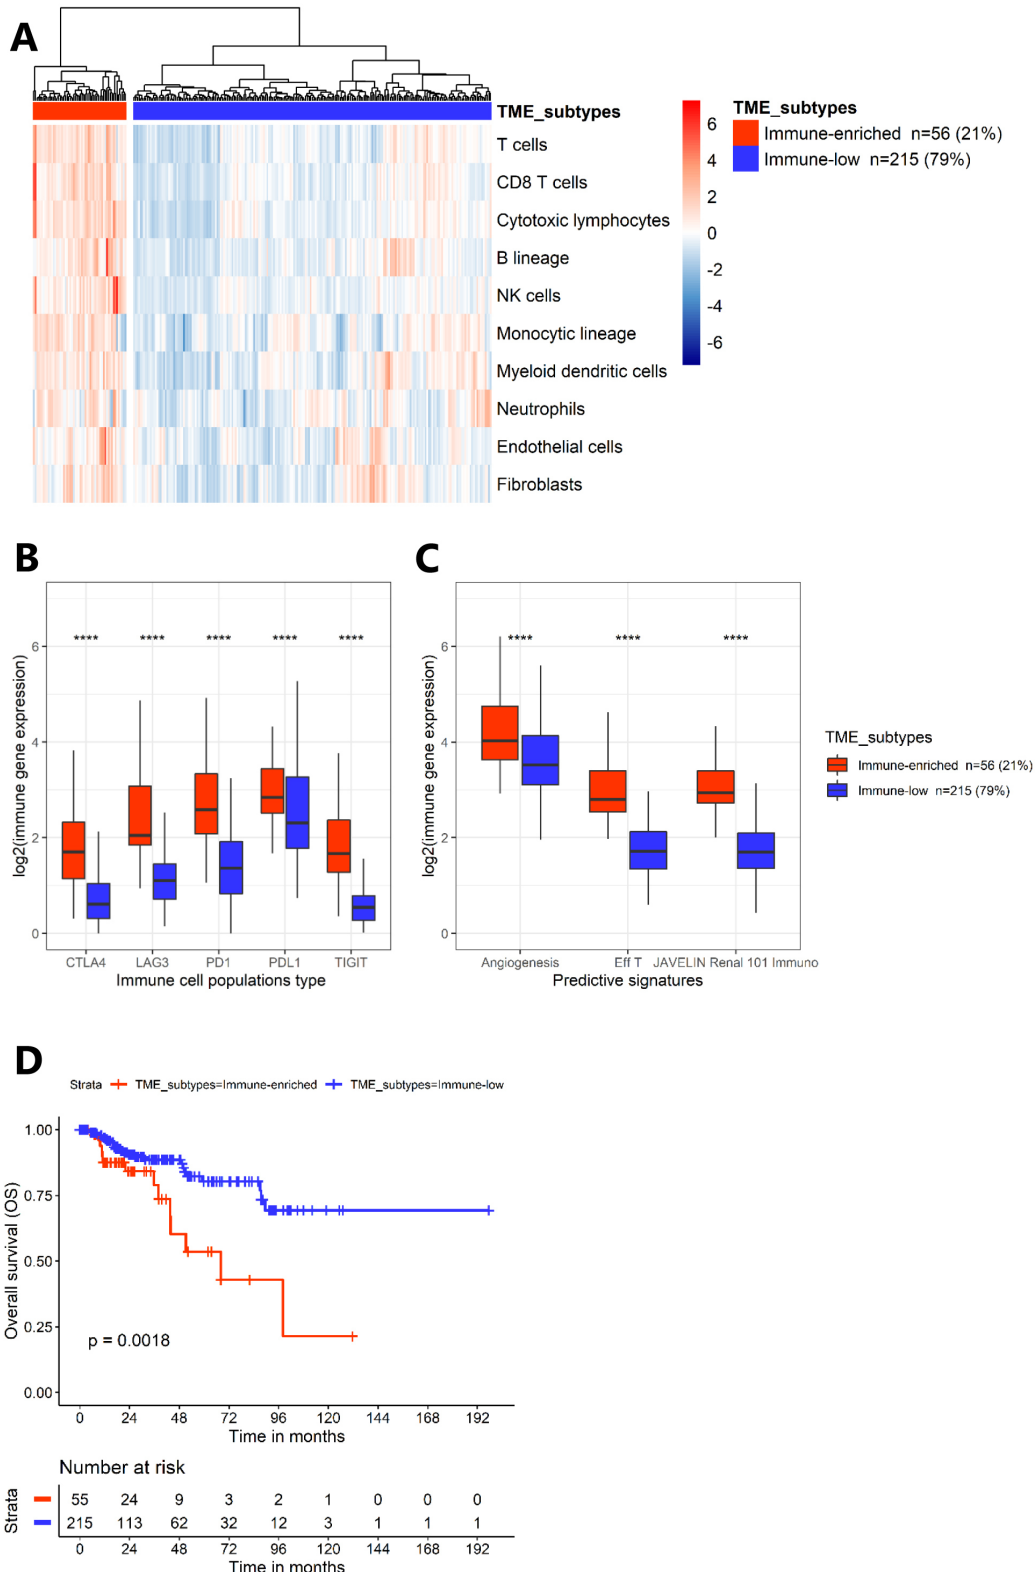 A
TME_subtypes
T cells
CD8 T cells
Cytotoxic lymphocytes
B lineage
NK cells
Monocytic lineage
Myeloid dendritic cells
Neutrophils
Endothelial cells
Fibroblasts
6
4
2
0
-2
-4
-6
TME_subtypes
Immune-enriched n=56 (21%)
Immune-low n=215 (79%)
B
log2(immune gene expression)
6
4
2
0
**** **** **** **** ****
CTLA4 LAG3 PD1 PDL1 TIGIT
Immune cell populations type
C
log2(immune gene expression)
6
4
2
0
**** **** ****
Angiogenesis Eff T JAVELIN Renal 101 Immuno
Predictive signatures
TME_subtypes
Immune-enriched n=56 (21%)
Immune-low n=215 (79%)
D
Strata TME_subtypes=Immune-enriched TME_subtypes=Immune-low
Overall survival (OS)
1.00
0.75
0.50
0.25
0.00
p = 0.0018
0 24 48 72 96 120 144 168 192
Time in months
Number at risk
Strata
55 24 9 3 2 1 0 0 0
215 113 62 32 12 3 1 1 1
0 24 48 72 96 120 144 168 192
Time in months